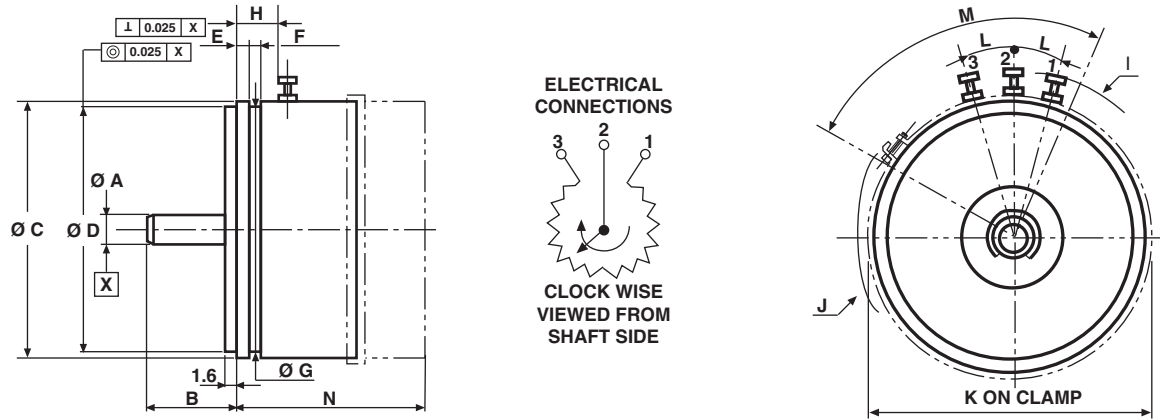 H
⊥ 0.025 X
E F
◎ 0.025 X
Ø A
Ø C
Ø D
X
1.6
Ø G
B
N
ELECTRICAL
CONNECTIONS
3 2 1
CLOCK WISE
VIEWED FROM
SHAFT SIDE
M
L L
3 2 1
I
J
K ON CLAMP